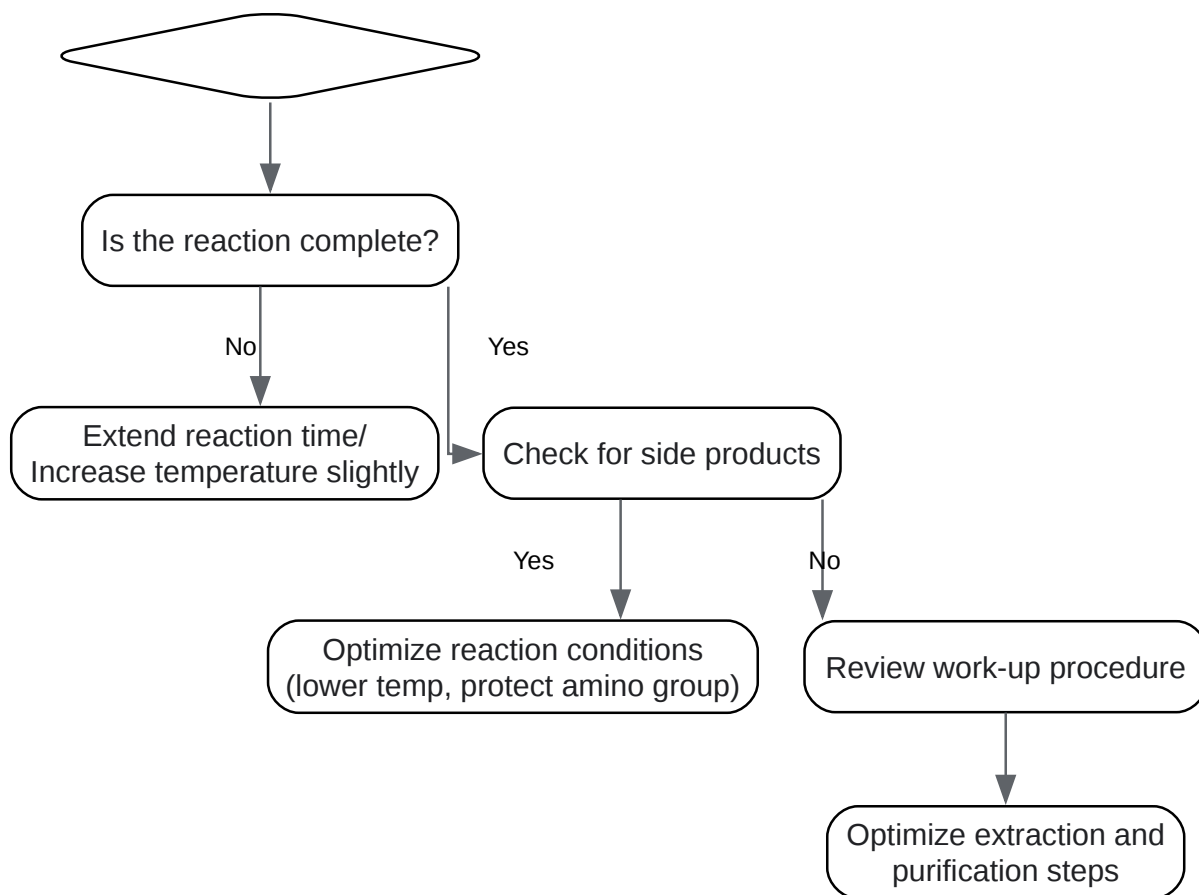 Is the reaction complete?
No
Yes
Extend reaction time/
Increase temperature slightly
Check for side products
Yes
No
Optimize reaction conditions
(lower temp, protect amino group)
Review work-up procedure
Optimize extraction and
purification steps